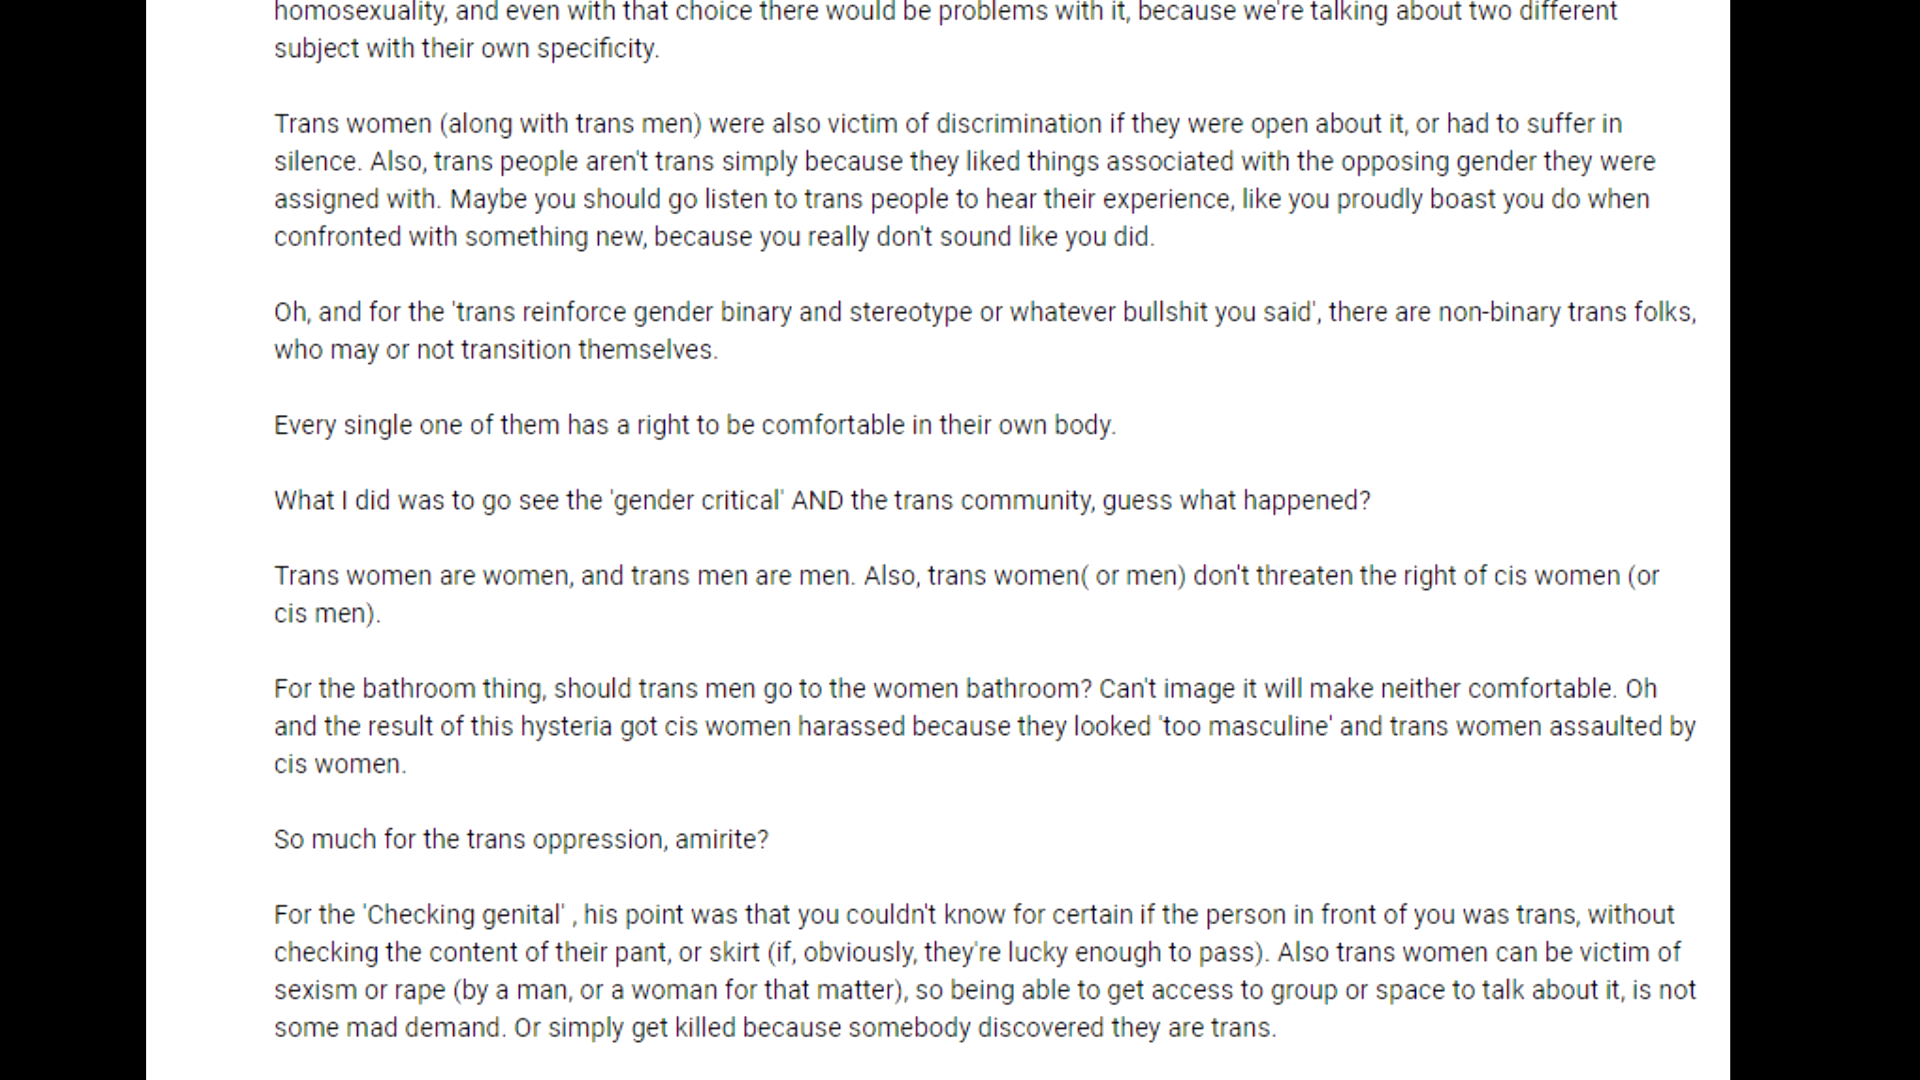 homosexuality, and even with that choice there would be problems with it, because we're talking about two different
subject with their own specificity.
Trans women (along with trans men) were also victim of discrimination if they were open about it, or had to suffer in
silence. Also, trans people aren't trans simply because they liked things associated with the opposing gender they were
assigned with. Maybe you should go listen to trans people to hear their experience, like you proudly boast you do when
confronted with something new, because you really don't sound like you did.
Oh, and for the 'trans reinforce gender binary and stereotype or whatever bullshit you said', there are non-binary trans folks,
who may or not transition themselves.
Every single one of them has a right to be comfortable in their own body.
What I did was to go see the 'gender critical' AND the trans community, guess what happened?
Trans women are women, and trans men are men. Also, trans women( or men) don't threaten the right of cis women (or
cis men).
For the bathroom thing, should trans men go to the women bathroom? Can't image it will make neither comfortable. Oh
and the result of this hysteria got cis women harassed because they looked 'too masculine' and trans women assaulted by
cis women.
So much for the trans oppression, amirite?
For the 'Checking genital' , his point was that you couldn't know for certain if the person in front of you was trans, without
checking the content of their pant, or skirt (if, obviously, they're lucky enough to pass). Also trans women can be victim of
sexism or rape (by a man, or a woman for that matter), so being able to get access to group or space to talk about it, is not
some mad demand. Or simply get killed because somebody discovered they are trans.